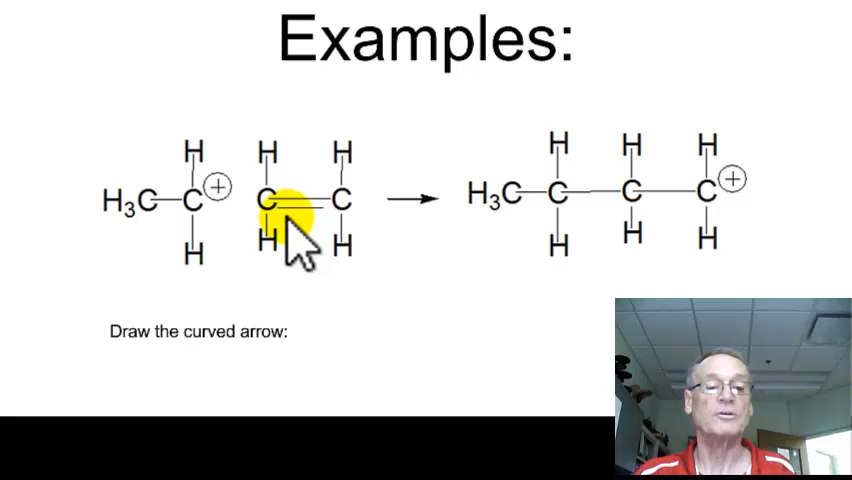 Examples:
H H H H H H
H₃C C ⊕ C C H₃C C C C ⊕
H H H H H H
Draw the curved arrow: